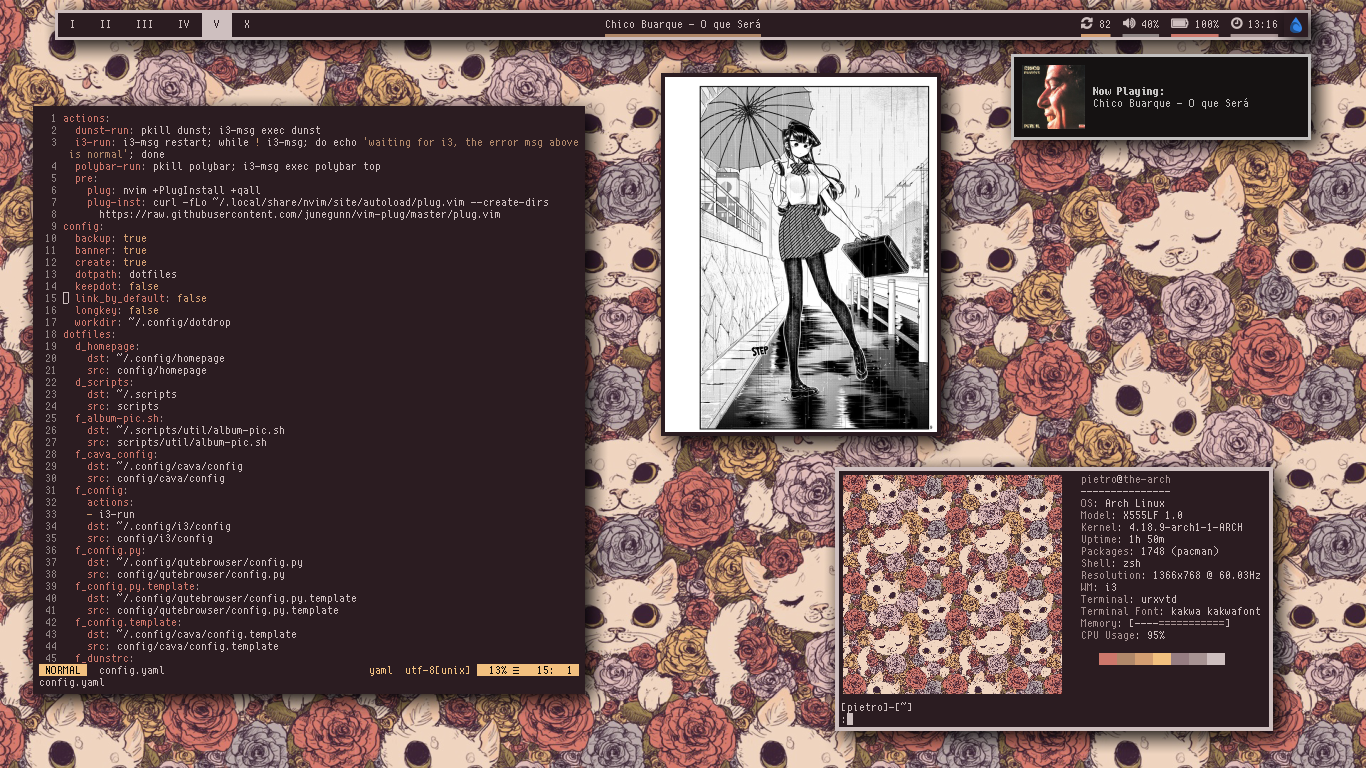 I II III IV V X
Chico Buarque - O que Será
82 40% 100% 13:16
Now Playing:
Chico Buarque - O que Será
CHICO
1 actions:
2 dunst-run: pkill dunst; i3-msg exec dunst
3 i3-run: i3-msg restart; while ! i3-msg; do echo 'waiting for i3, the error msg above
is normal'; done
4 polybar-run: pkill polybar; i3-msg exec polybar top
5 pre:
6 plug: nvim +PlugInstall +qall
7 plug-inst: curl -fLo ~/.local/share/nvim/site/autoload/plug.vim --create-dirs
8 https://raw.githubusercontent.com/junegunn/vim-plug/master/plug.vim
9 config:
10 backup: true
11 banner: true
12 create: true
13 dotpath: dotfiles
14 keepdot: false
15 link_by_default: false
16 longkey: false
17 workdir: ~/.config/dotdrop
18 dotfiles:
19 d_homepage:
20 dst: ~/.config/homepage
21 src: config/homepage
22 d_scripts:
23 dst: ~/.scripts
24 src: scripts
25 f_album-pic.sh:
26 dst: ~/.scripts/util/album-pic.sh
27 src: scripts/util/album-pic.sh
28 f_cava_config:
29 dst: ~/.config/cava/config
30 src: config/cava/config
31 f_config:
32 actions:
33 - i3-run
34 dst: ~/.config/i3/config
35 src: config/i3/config
36 f_config.py:
37 dst: ~/.config/qutebrowser/config.py
38 src: config/qutebrowser/config.py
39 f_config.py.template:
40 dst: ~/.config/qutebrowser/config.py.template
41 src: config/qutebrowser/config.py.template
42 f_config.template:
43 dst: ~/.config/cava/config.template
44 src: config/cava/config.template
45 f_dunstrc:
NORMAL config.yaml yaml utf-8[unix] 13% ☰ 15: 1
config.yaml
STEP
pietro@the-arch
---------------
OS: Arch Linux
Model: X555LF 1.0
Kernel: 4.18.9-arch1-1-ARCH
Uptime: 1h 50m
Packages: 1748 (pacman)
Shell: zsh
Resolution: 1366x768 @ 60.03Hz
WM: i3
Terminal: urxvtd
Terminal Font: kakwa kakwafont
Memory: [----===========]
CPU Usage: 95%
[pietro]-[~]
: